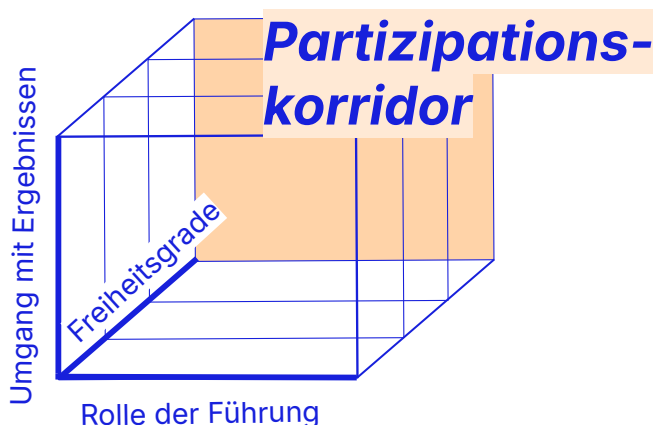 Partizipations-
korridor
Umgang mit Ergebnissen
Freiheitsgrade
Rolle der Führung